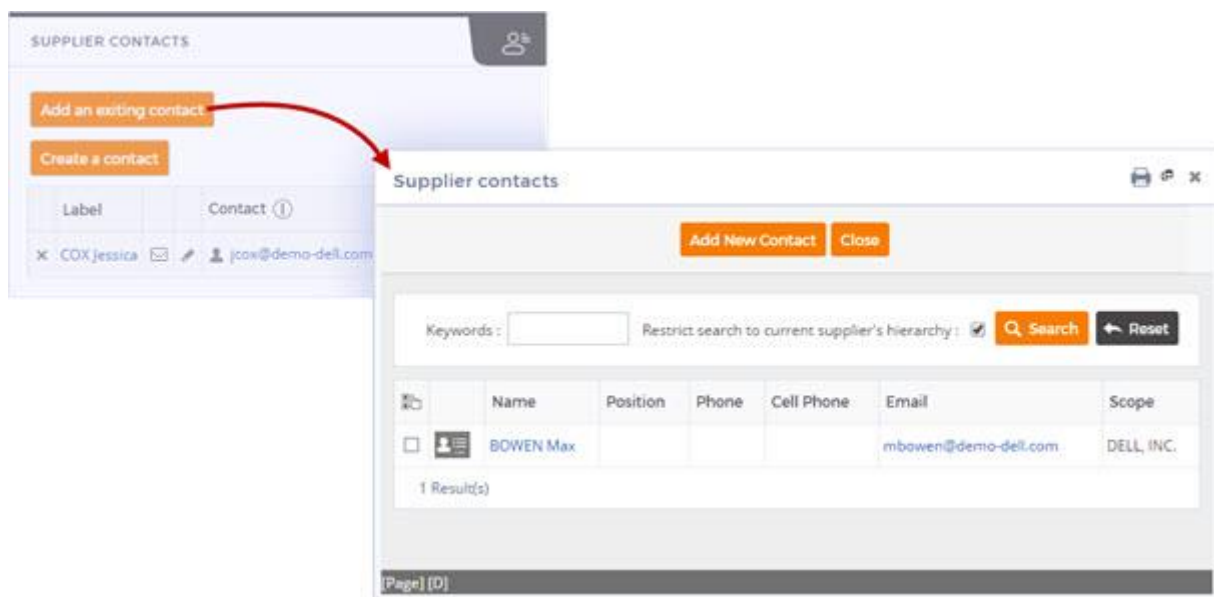 SUPPLIER CONTACTS
Add an exiting contact
Create a contact
Label Contact
COX Jessica jcox@demo-dell.com
Supplier contacts
Add New Contact Close
Keywords : Restrict search to current supplier's hierarchy : Search Reset
Name Position Phone Cell Phone Email Scope
BOWEN Max mbowen@demo-dell.com DELL, INC.
1 Result(s)
[Page] [D]